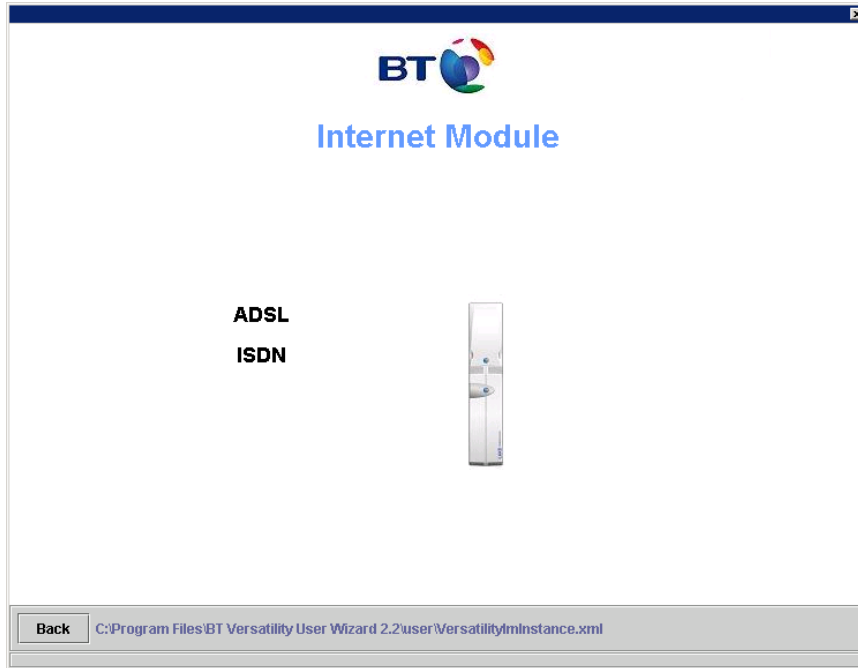 BT
Internet Module
ADSL
ISDN
Back C:\Program Files\BT Versatility User Wizard 2.2\user\VersatilityImInstance.xml